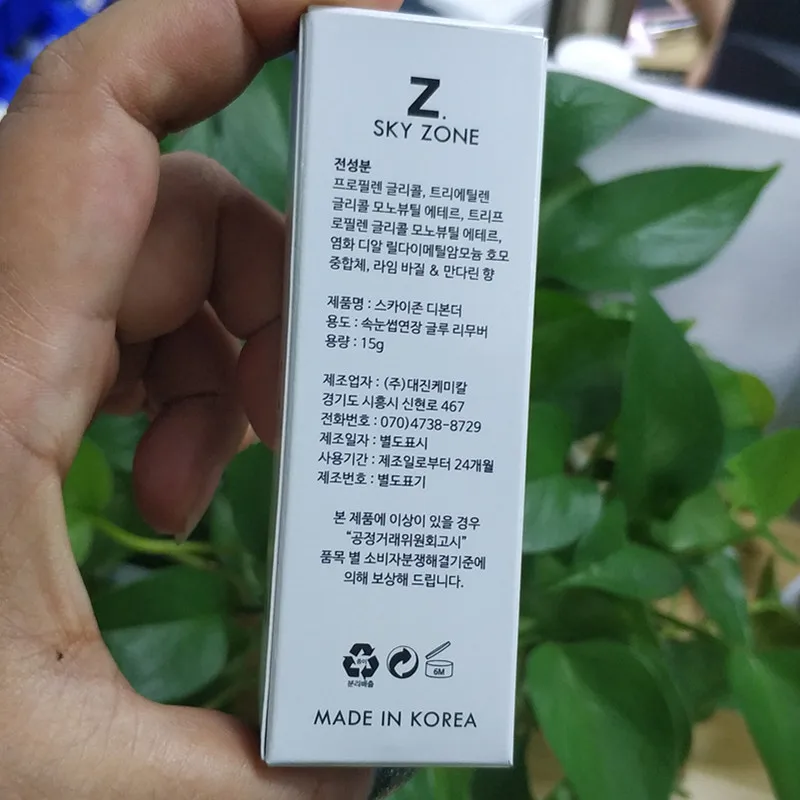 Z.
SKY ZONE
전성분
프로필렌 글리콜, 트리에틸렌
글리콜 모노뷰틸 에테르, 트리프
로필렌 글리콜 모노뷰틸 에테르,
염화 디알 릴다이메틸암모늄 호모
중합체, 라임 바질 & 만다린 향
제품명 : 스카이존 디본더
용도 : 속눈썹연장 글루 리무버
용량 : 15g
제조업자 : (주)대진케미칼
경기도 시흥시 신현로 467
전화번호 : 070)4738-8729
제조일자 : 별도표시
사용기간 : 제조일로부터 24개월
제조번호 : 별도표기
본 제품에 이상이 있을 경우
“공정거래위원회고시”
품목 별 소비자분쟁해결기준에
의해 보상해 드립니다.
종이
분리배출
6M
MADE IN KOREA